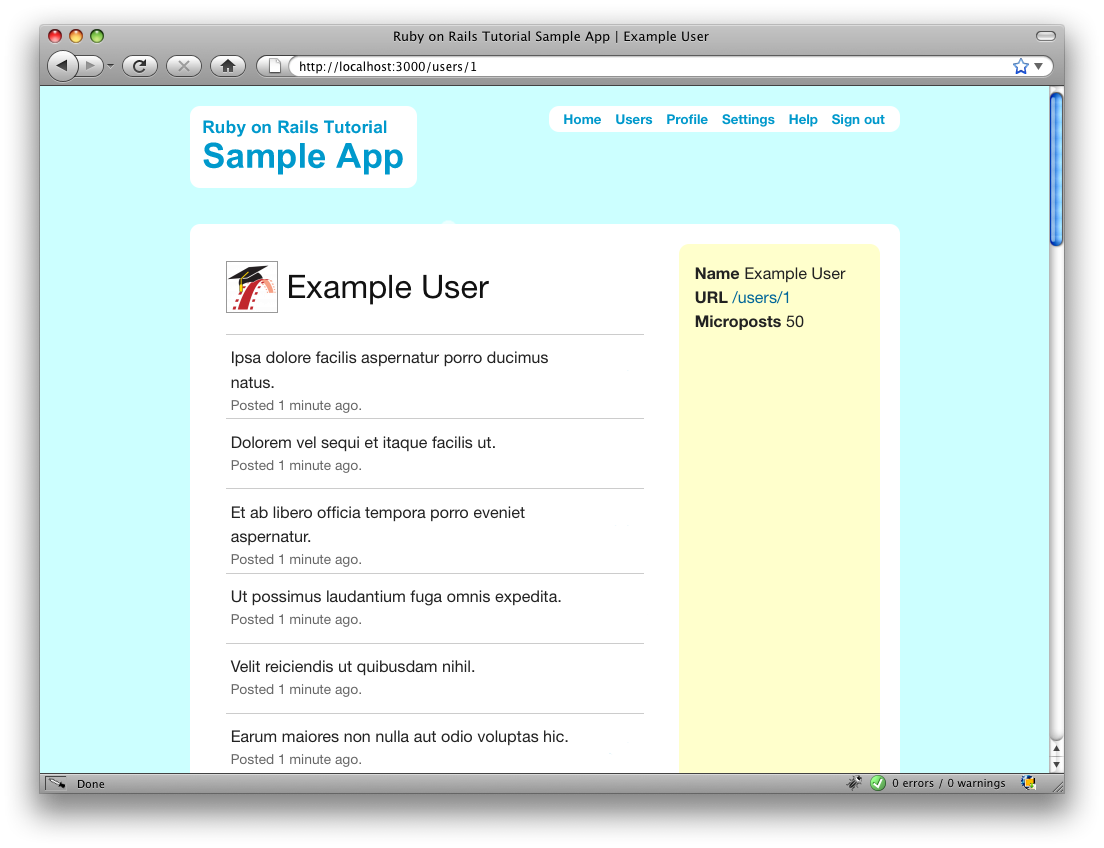 Ruby on Rails Tutorial Sample App | Example User
http://localhost:3000/users/1
Ruby on Rails Tutorial
Sample App
Home Users Profile Settings Help Sign out
Example User
Ipsa dolore facilis aspernatur porro ducimus
natus.
Posted 1 minute ago.
Dolorem vel sequi et itaque facilis ut.
Posted 1 minute ago.
Et ab libero officia tempora porro eveniet
aspernatur.
Posted 1 minute ago.
Ut possimus laudantium fuga omnis expedita.
Posted 1 minute ago.
Velit reiciendis ut quibusdam nihil.
Posted 1 minute ago.
Earum maiores non nulla aut odio voluptas hic.
Posted 1 minute ago.
Name Example User
URL /users/1
Microposts 50
Done
0 errors / 0 warnings